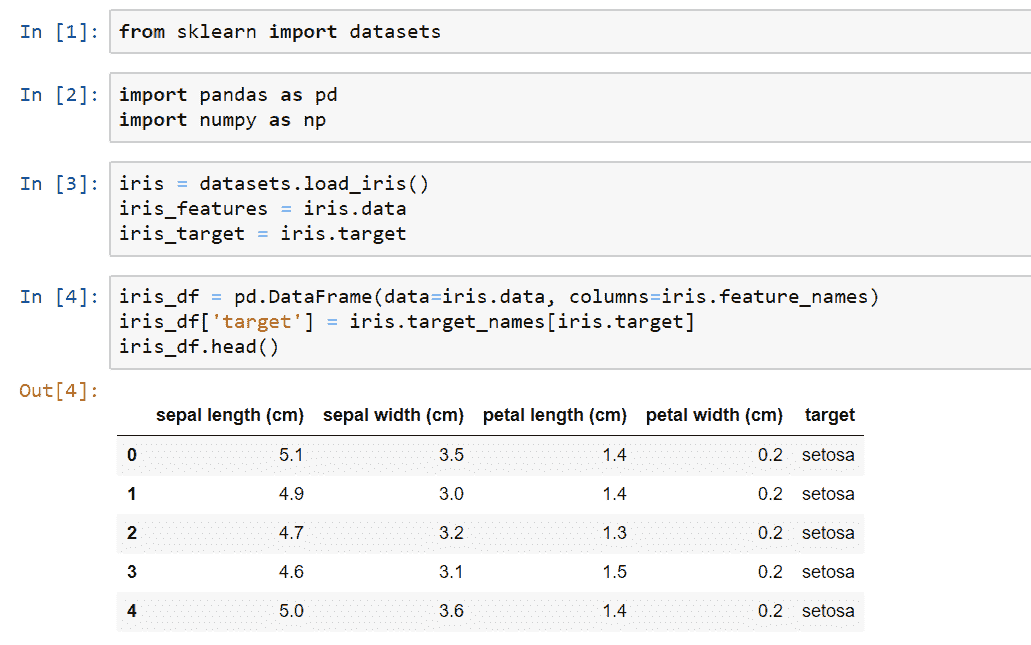 In [1]: from sklearn import datasets
In [2]: import pandas as pd
import numpy as np
In [3]: iris = datasets.load_iris()
iris_features = iris.data
iris_target = iris.target
In [4]: iris_df = pd.DataFrame(data=iris.data, columns=iris.feature_names)
iris_df['target'] = iris.target_names[iris.target]
iris_df.head()
Out[4]:
sepal length (cm) sepal width (cm) petal length (cm) petal width (cm) target
0 5.1 3.5 1.4 0.2 setosa
1 4.9 3.0 1.4 0.2 setosa
2 4.7 3.2 1.3 0.2 setosa
3 4.6 3.1 1.5 0.2 setosa
4 5.0 3.6 1.4 0.2 setosa